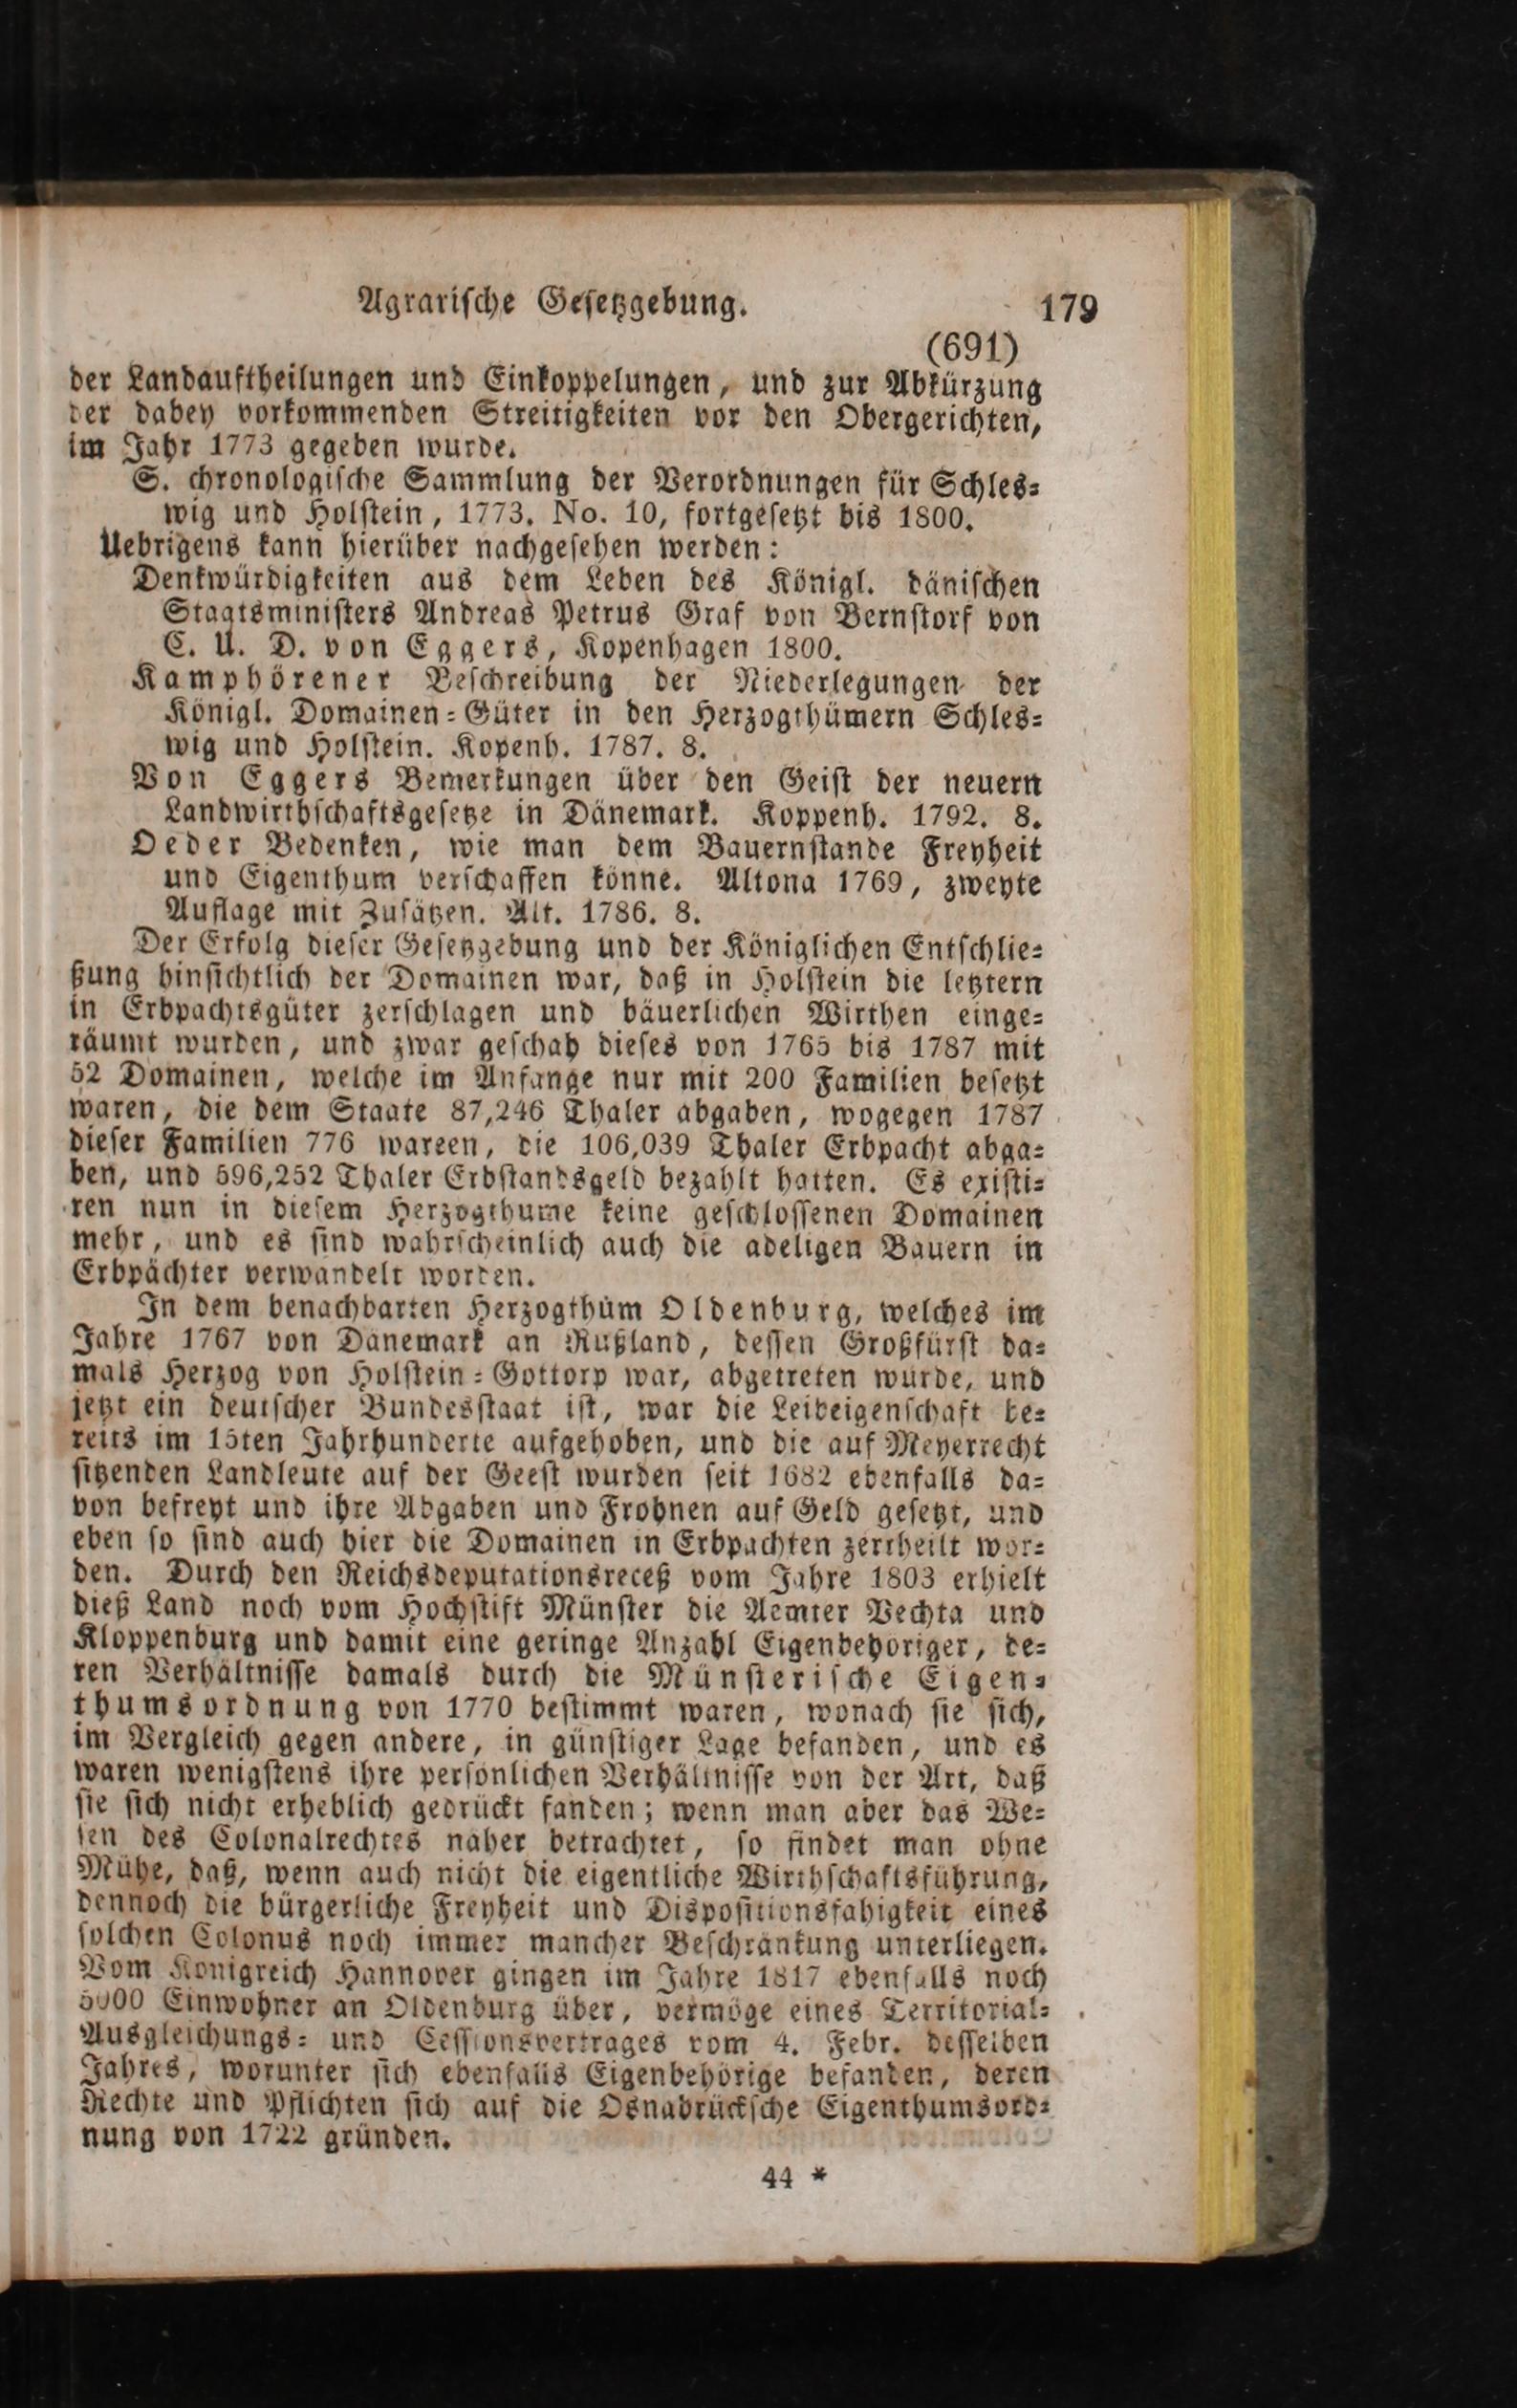 Agrarische Gesetzgebung. 179
(691)
der Landauftheilungen und Einkoppelungen, und zur Abkürzung
der dabey vorkommenden Streitigkeiten vor den Obergerichten,
im Jahr 1773 gegeben wurde.
S. chronologische Sammlung der Verordnungen für Schles-
wig und Holstein, 1773. No. 10, fortgesetzt bis 1800.
Uebrigens kann hierüber nachgesehen werden:
Denkwürdigkeiten aus dem Leben des Königl. dänischen
Staatsministers Andreas Petrus Graf von Bernstorf von
C. U. D. von Eggers, Kopenhagen 1800.
Kamphörener Beschreibung der Niederlegungen der
Königl. Domainen-Güter in den Herzogthümern Schles-
wig und Holstein. Kopenh. 1787. 8.
Von Eggers Bemerkungen über den Geist der neuern
Landwirthschaftsgesetze in Dänemark. Koppenh. 1792. 8.
Oeder Bedenken, wie man dem Bauernstande Freyheit
und Eigenthum verschaffen könne. Altona 1769, zweyte
Auflage mit Zusätzen. Alt. 1786. 8.
Der Erfolg dieser Gesetzgebung und der Königlichen Entschlie-
ßung hinsichtlich der Domainen war, daß in Holstein die letztern
in Erbpachtsgüter zerschlagen und bäuerlichen Wirthen einge-
räumt wurden, und zwar geschah dieses von 1765 bis 1787 mit
52 Domainen, welche im Anfange nur mit 200 Familien besetzt
waren, die dem Staate 87,246 Thaler abgaben, wogegen 1787
dieser Familien 776 wareen, die 106,039 Thaler Erbpacht abga-
ben, und 596,252 Thaler Erbstandsgeld bezahlt hatten. Es existi-
ren nun in diesem Herzogthume keine geschlossenen Domainen
mehr, und es sind wahrscheinlich auch die adeligen Bauern in
Erbpächter verwandelt worden.
In dem benachbarten Herzogthum Oldenburg, welches im
Jahre 1767 von Dänemark an Rußland, dessen Großfürst da-
mals Herzog von Holstein-Gottorp war, abgetreten wurde, und
jetzt ein deutscher Bundesstaat ist, war die Leibeigenschaft be-
reits im 15ten Jahrhunderte aufgehoben, und die auf Meyerrecht
sitzenden Landleute auf der Geest wurden seit 1682 ebenfalls da-
von befreyt und ihre Abgaben und Frohnen auf Geld gesetzt, und
eben so sind auch hier die Domainen in Erbpachten zertheilt wor-
den. Durch den Reichsdeputationsreceß vom Jahre 1803 erhielt
dieß Land noch vom Hochstift Münster die Aemter Vechta und
Kloppenburg und damit eine geringe Anzahl Eigenbehöriger, de-
ren Verhältnisse damals durch die Münsterische Eigen-
thumsordnung von 1770 bestimmt waren, wonach sie sich,
im Vergleich gegen andere, in günstiger Lage befanden, und es
waren wenigstens ihre persönlichen Verhältnisse von der Art, daß
sie sich nicht erheblich gedrückt fanden; wenn man aber das We-
sen des Colonalrechtes näher betrachtet, so findet man ohne
Mühe, daß, wenn auch nicht die eigentliche Wirthschaftsführung,
dennoch die bürgerliche Freyheit und Dispositionsfähigkeit eines
solchen Colonus noch immer mancher Beschränkung unterliegen.
Vom Königreich Hannover gingen im Jahre 1817 ebenfalls noch
5000 Einwohner an Oldenburg über, vermöge eines Territorial-
Ausgleichungs- und Cessionsvertrages vom 4. Febr. desselben
Jahres, worunter sich ebenfalls Eigenbehörige befanden, deren
Rechte und Pflichten sich auf die Osnabrücksche Eigenthumsord-
nung von 1722 gründen.
44 *